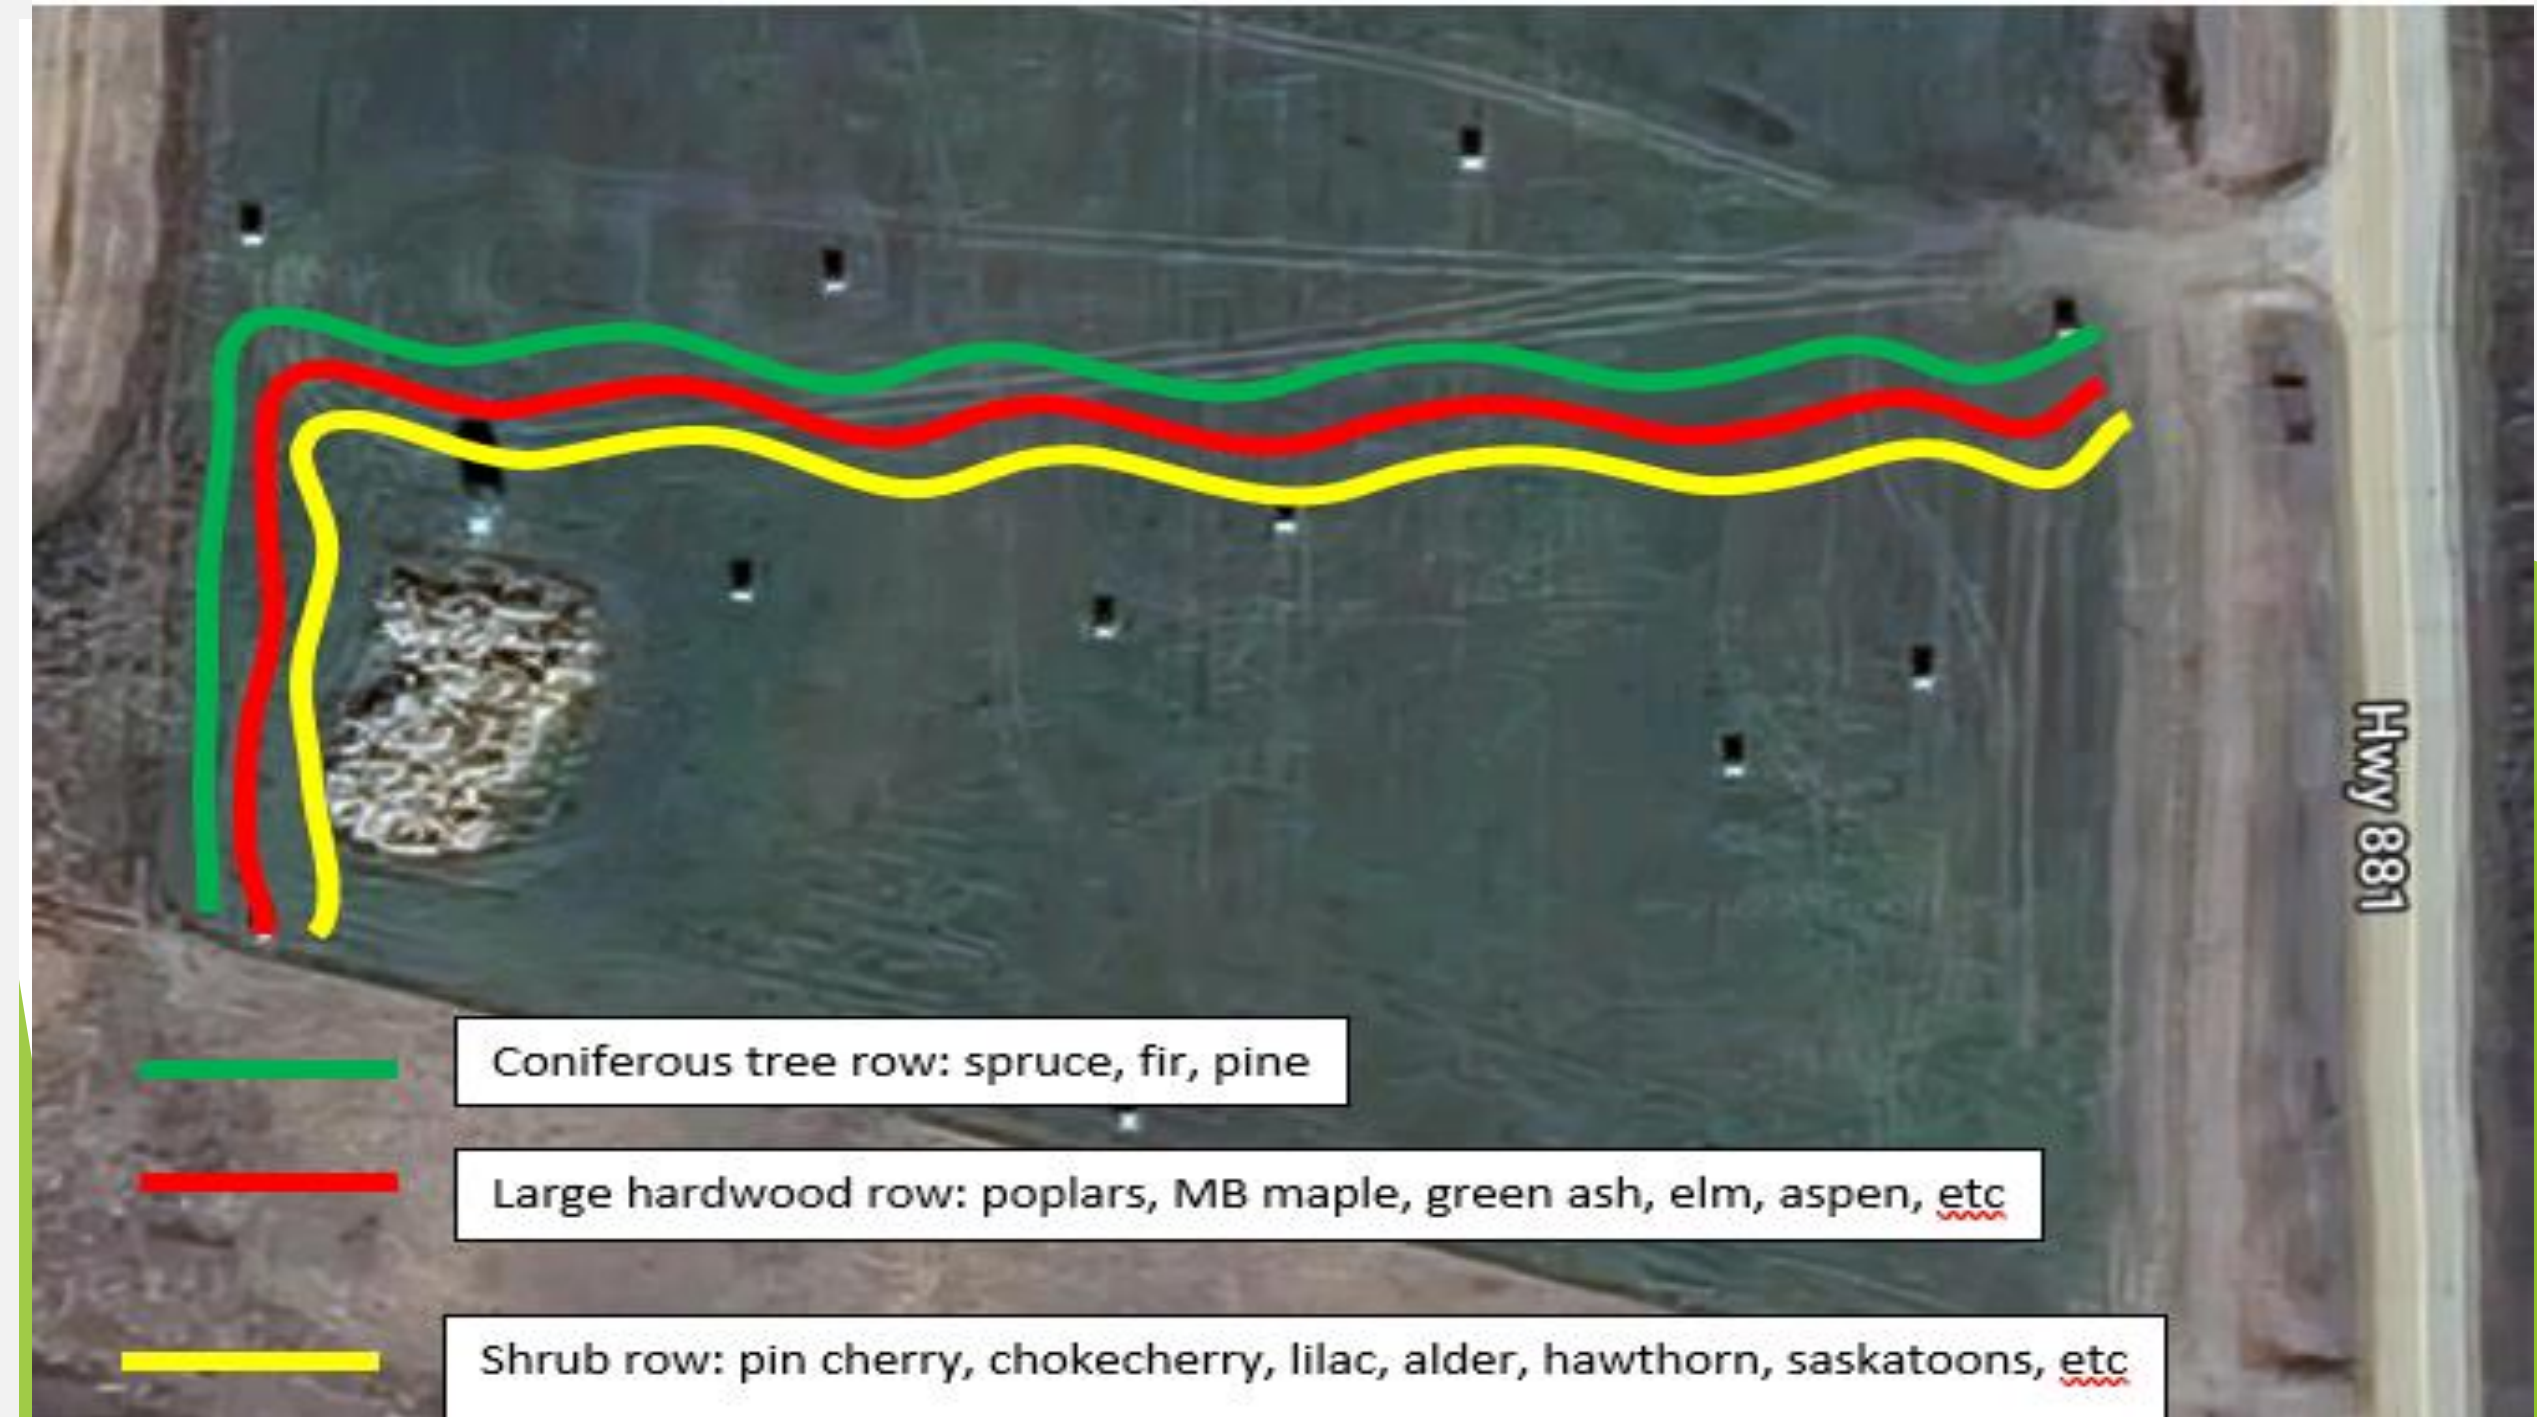 Hwy 881
Coniferous tree row: spruce, fir, pine
Large hardwood row: poplars, MB maple, green ash, elm, aspen, etc
Shrub row: pin cherry, chokecherry, lilac, alder, hawthorn, saskatoons, etc